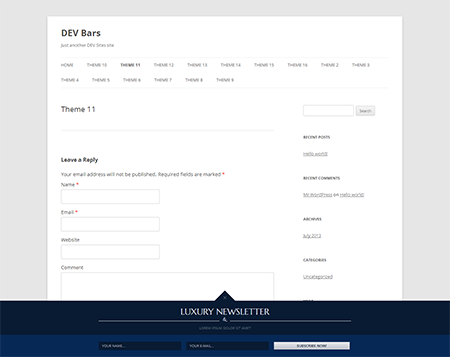 DEV Bars
Just another DEV Sites site
HOME THEME 10 THEME 11 THEME 12 THEME 13 THEME 14 THEME 15 THEME 16 THEME 2 THEME 3
THEME 4 THEME 5 THEME 6 THEME 7 THEME 8 THEME 9
Theme 11
Search
RECENT POSTS
Hello world!
Leave a Reply
Your email address will not be published. Required fields are marked *
RECENT COMMENTS
Name *
Mr WordPress on Hello world!
Email *
ARCHIVES
July 2013
Website
CATEGORIES
Comment
Uncategorized
LUXURY NEWSLETTER
LOREM IPSUM DOLOR SIT AMET
YOUR NAME... YOUR E-MAIL... SUBSCRIBE NOW!